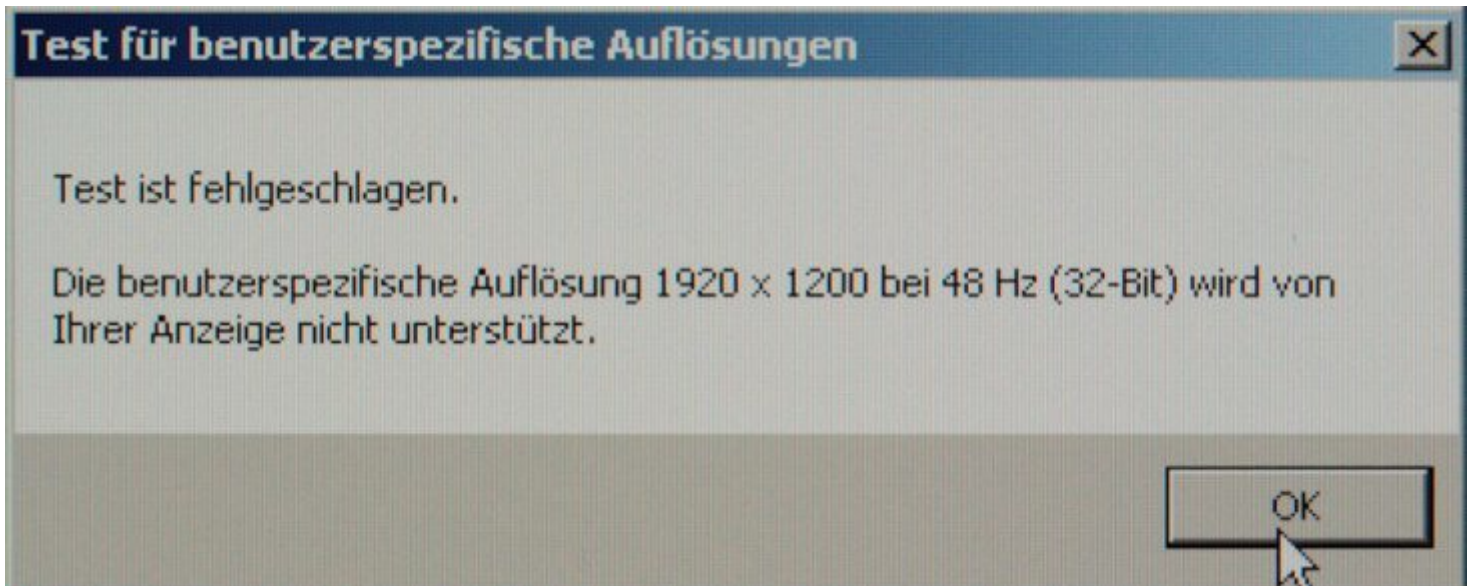 Test für benutzerspezifische Auflösungen
Test ist fehlgeschlagen.
Die benutzerspezifische Auflösung 1920 x 1200 bei 48 Hz (32-Bit) wird von
Ihrer Anzeige nicht unterstützt.
OK